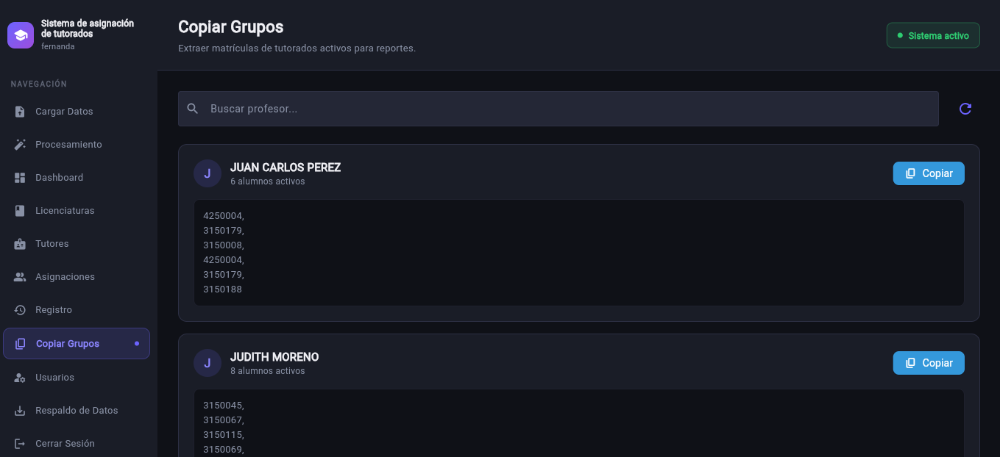 Sistema de asignación
de tutorados
fernanda
NAVEGACIÓN
Cargar Datos
Procesamiento
Dashboard
Licenciaturas
Tutores
Asignaciones
Registro
Copiar Grupos
Usuarios
Respaldo de Datos
Cerrar Sesión
Copiar Grupos
Extraer matrículas de tutorados activos para reportes.
Sistema activo
Buscar profesor...
J
JUAN CARLOS PEREZ
6 alumnos activos
Copiar
4250004,
3150179,
3150008,
4250004,
3150179,
3150188
J
JUDITH MORENO
8 alumnos activos
Copiar
3150045,
3150067,
3150115,
3150069,